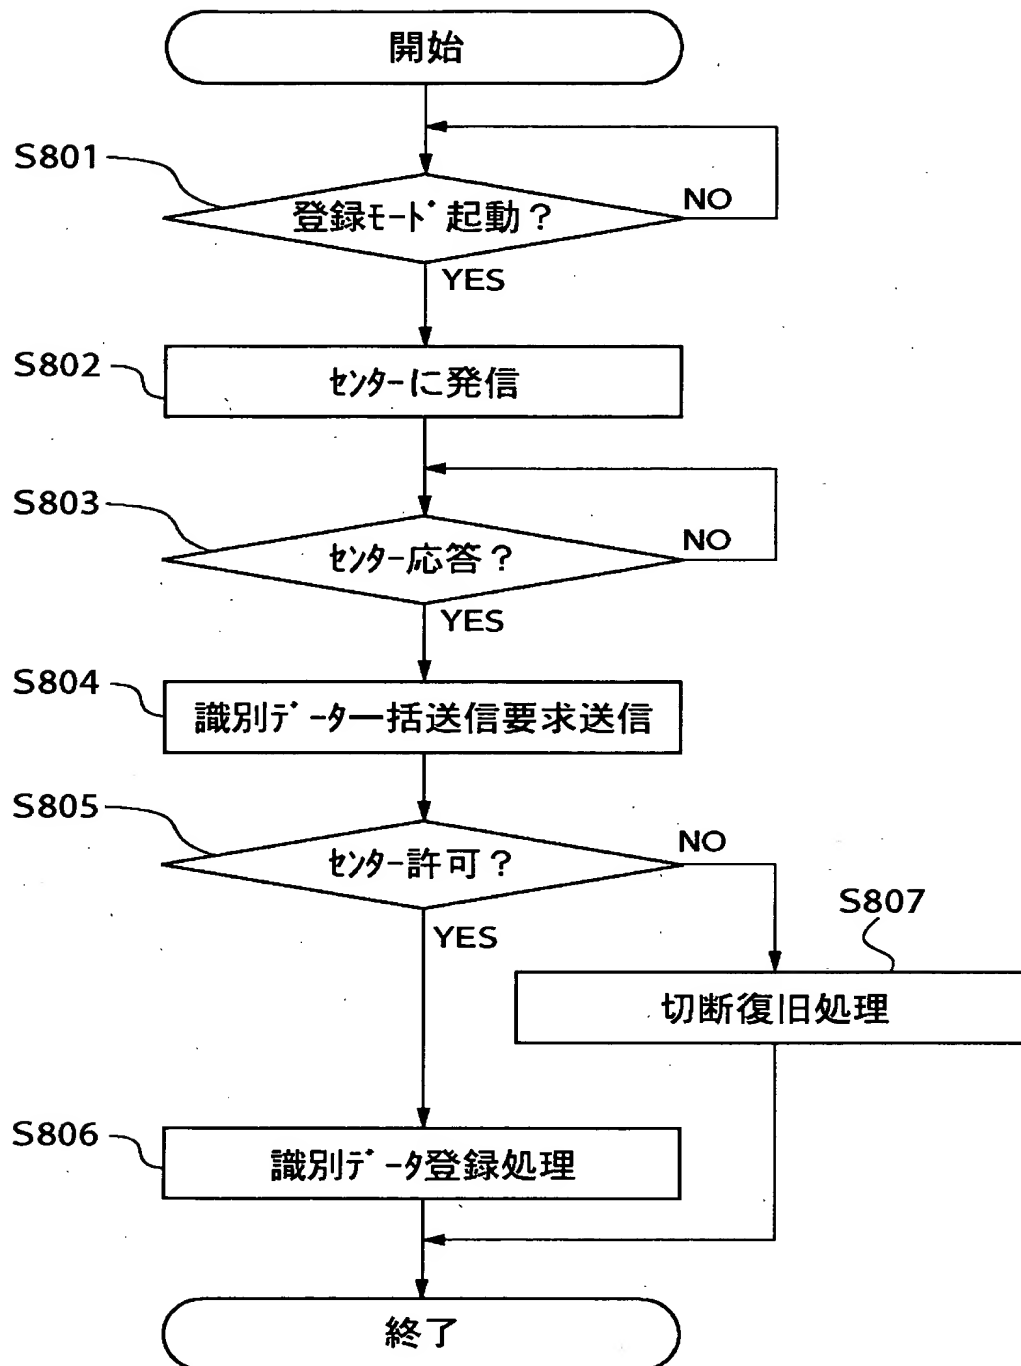 開始
S801
登録ﾓｰﾄﾞ起動？
NO
YES
S802
ｾﾝﾀｰに発信
S803
ｾﾝﾀｰ応答？
NO
YES
S804
識別ﾃﾞｰﾀ一括送信要求送信
S805
ｾﾝﾀｰ許可？
NO
YES
S807
切断復旧処理
S806
識別ﾃﾞｰﾀ登録処理
終了